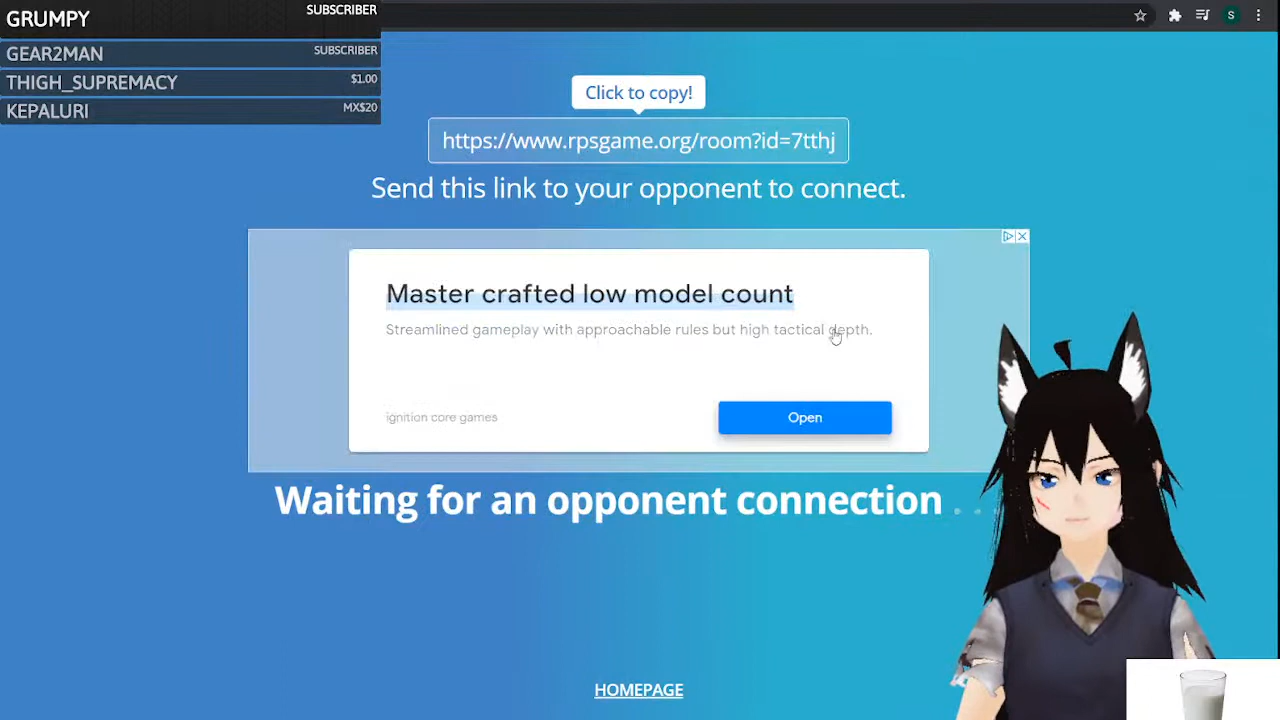 GRUMPY SUBSCRIBER
GEAR2MAN SUBSCRIBER
THIGH_SUPREMACY $1.00
KEPALURI MX$20
S
Click to copy!
https://www.rpsgame.org/room?id=7tthj
Send this link to your opponent to connect.
Master crafted low model count
Streamlined gameplay with approachable rules but high tactical depth.
ignition core games
Open
Waiting for an opponent connection . . .
HOMEPAGE